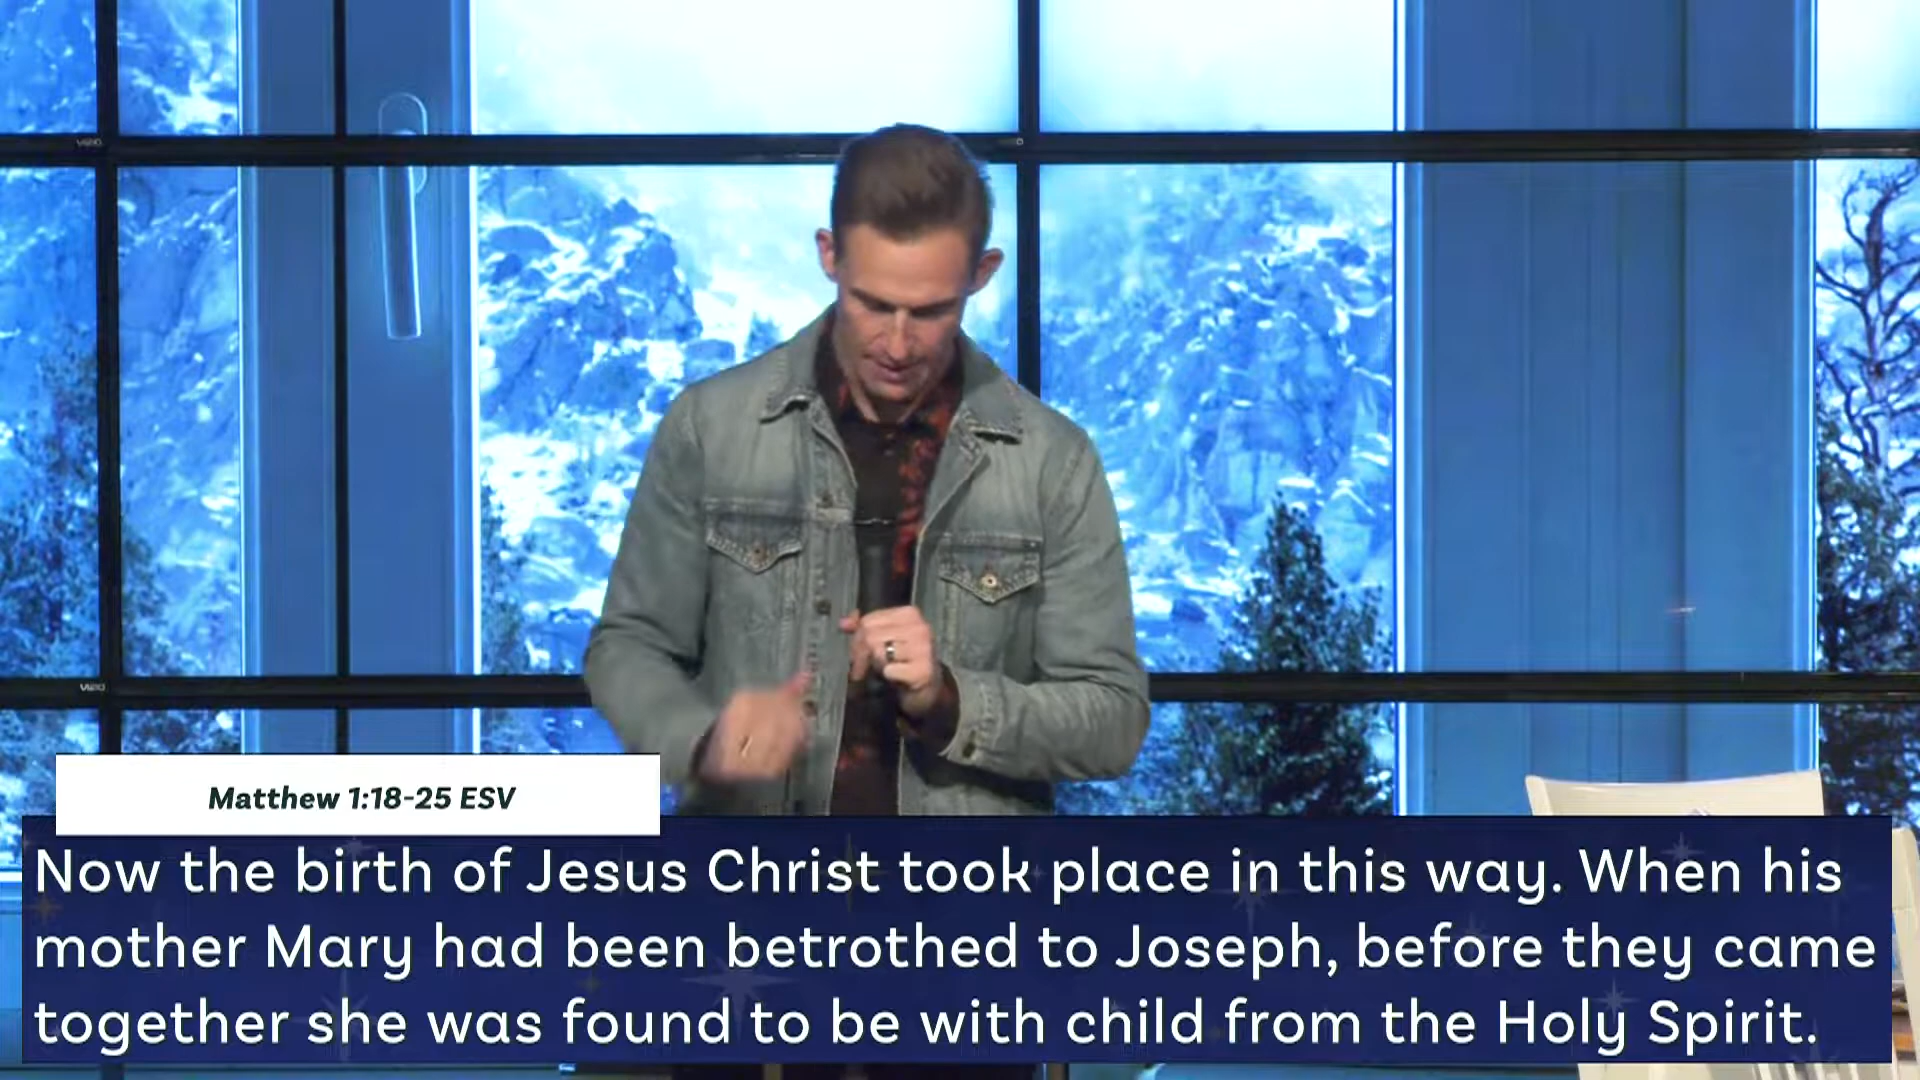 VIZIO
VIZIO
Matthew 1:18-25 ESV
Now the birth of Jesus Christ took place in this way. When his
mother Mary had been betrothed to Joseph, before they came
together she was found to be with child from the Holy Spirit.